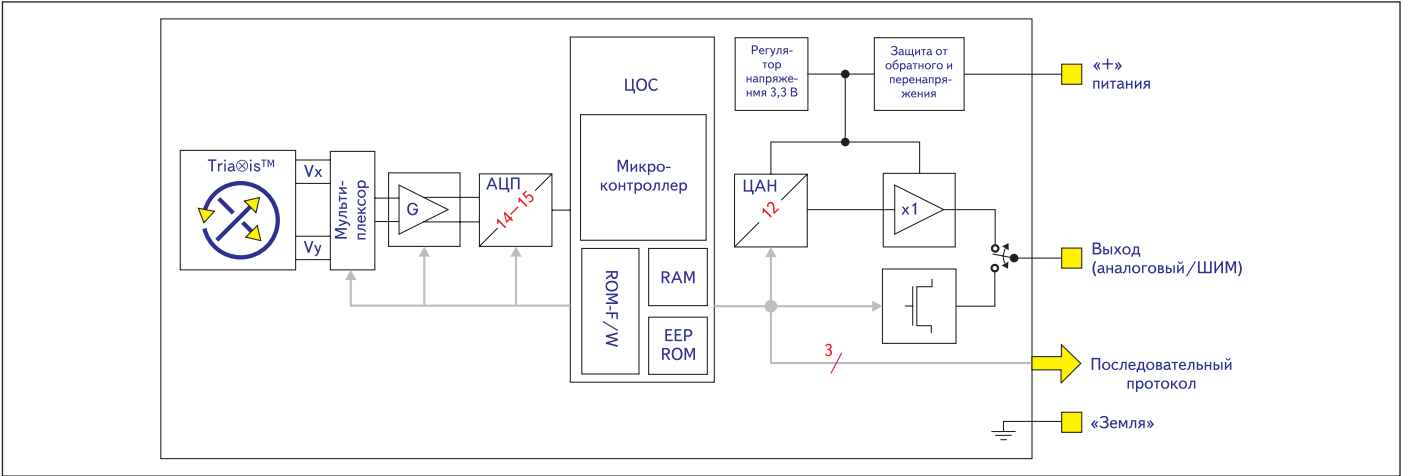 Tria⊗is™
Vx
Vy
Мульти-
плексор
G
АЦП
14—15
ЦОС
Микро-
контроллер
ROM-F/W
RAM
EEP
ROM
Регуля-
тор
напряже-
нмя 3,3 В
Защита от
обратного и
перенапря-
жения
ЦАН
12
x1
3
«+»
питания
Выход
(аналоговый/ШИМ)
Последовательный
протокол
«Земля»